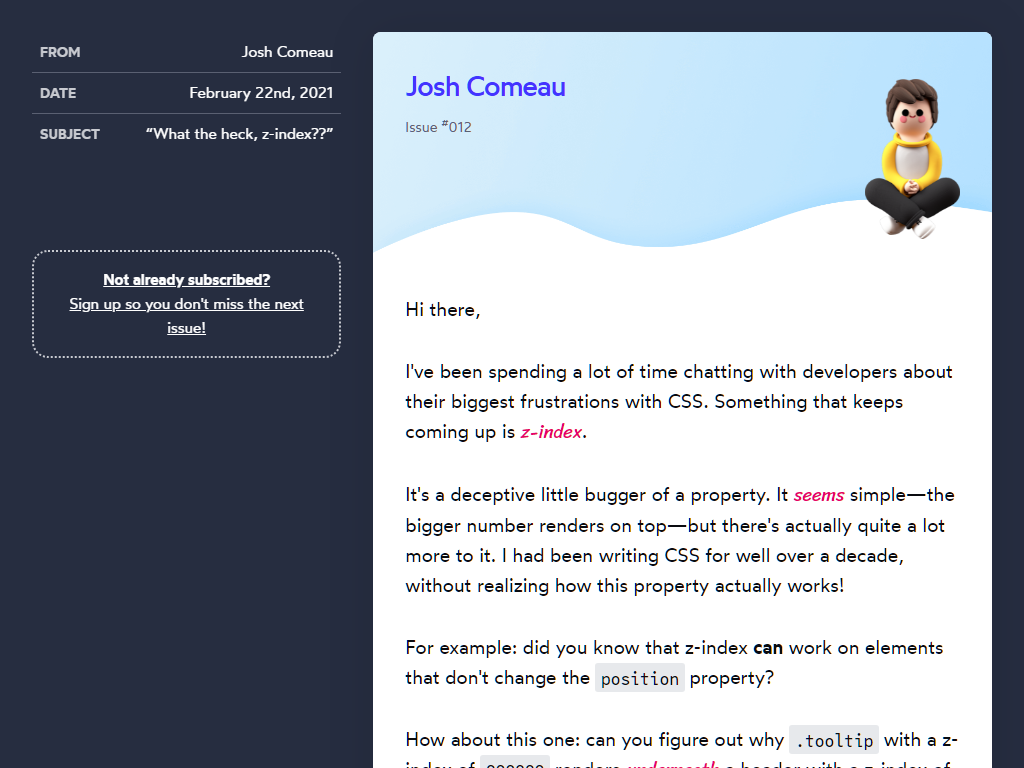 FROM Josh Comeau
DATE February 22nd, 2021
SUBJECT “What the heck, z-index??”
Not already subscribed?
Sign up so you don't miss the next
issue!
Josh Comeau
Issue #012
Hi there,
I've been spending a lot of time chatting with developers about
their biggest frustrations with CSS. Something that keeps
coming up is z-index.
It's a deceptive little bugger of a property. It seems simple—the
bigger number renders on top—but there's actually quite a lot
more to it. I had been writing CSS for well over a decade,
without realizing how this property actually works!
For example: did you know that z-index can work on elements
that don't change the position property?
How about this one: can you figure out why .tooltip with a z-
index of 999999 renders underneath a header with a z-index of